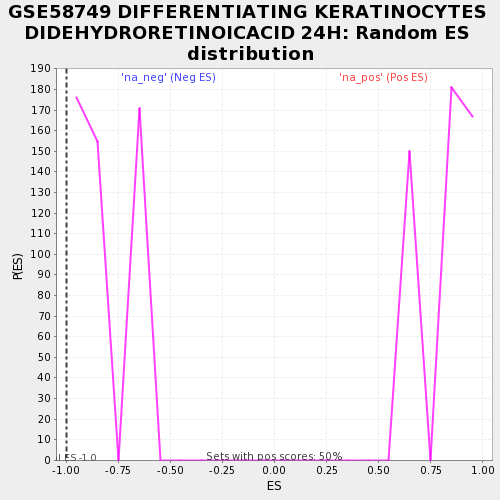 GSE58749 DIFFERENTIATING KERATINOCYTES
DIDEHYDRORETINOICACID 24H: Random ES
distribution
'na_neg' (Neg ES)
'na_pos' (Pos ES)
190
180
170
160
150
140
130
120
110
100
90
80
70
60
50
40
30
20
10
0
P(ES)
ES -1.0
Sets with pos scores: 50%
-1.00 -0.75 -0.50 -0.25 0.00 0.25 0.50 0.75 1.00
ES